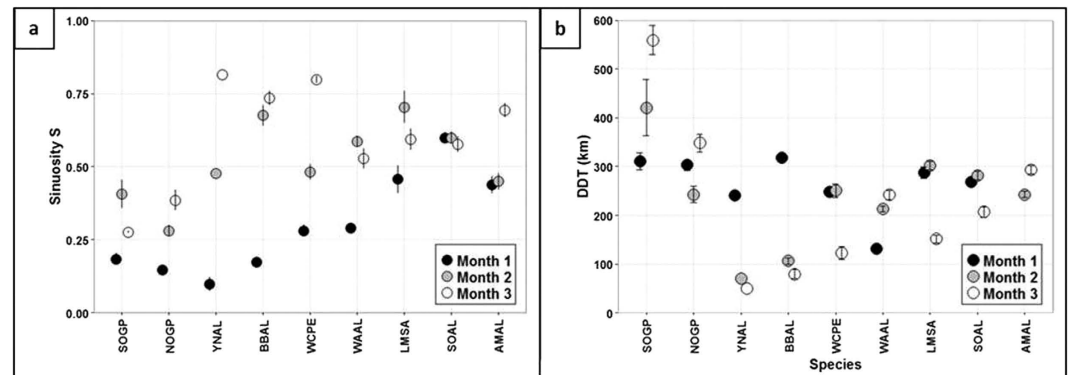 a
1.00
0.75
0.50
0.25
0.00
Sinuosity S
Month 1
Month 2
Month 3
SOGP NOGP YNAL BBAL WCPE WAAL LMSA SOAL AMAL
b
600
500
400
300
200
100
0
DDT (km)
Month 1
Month 2
Month 3
SOGP NOGP YNAL BBAL WCPE WAAL LMSA SOAL AMAL
Species